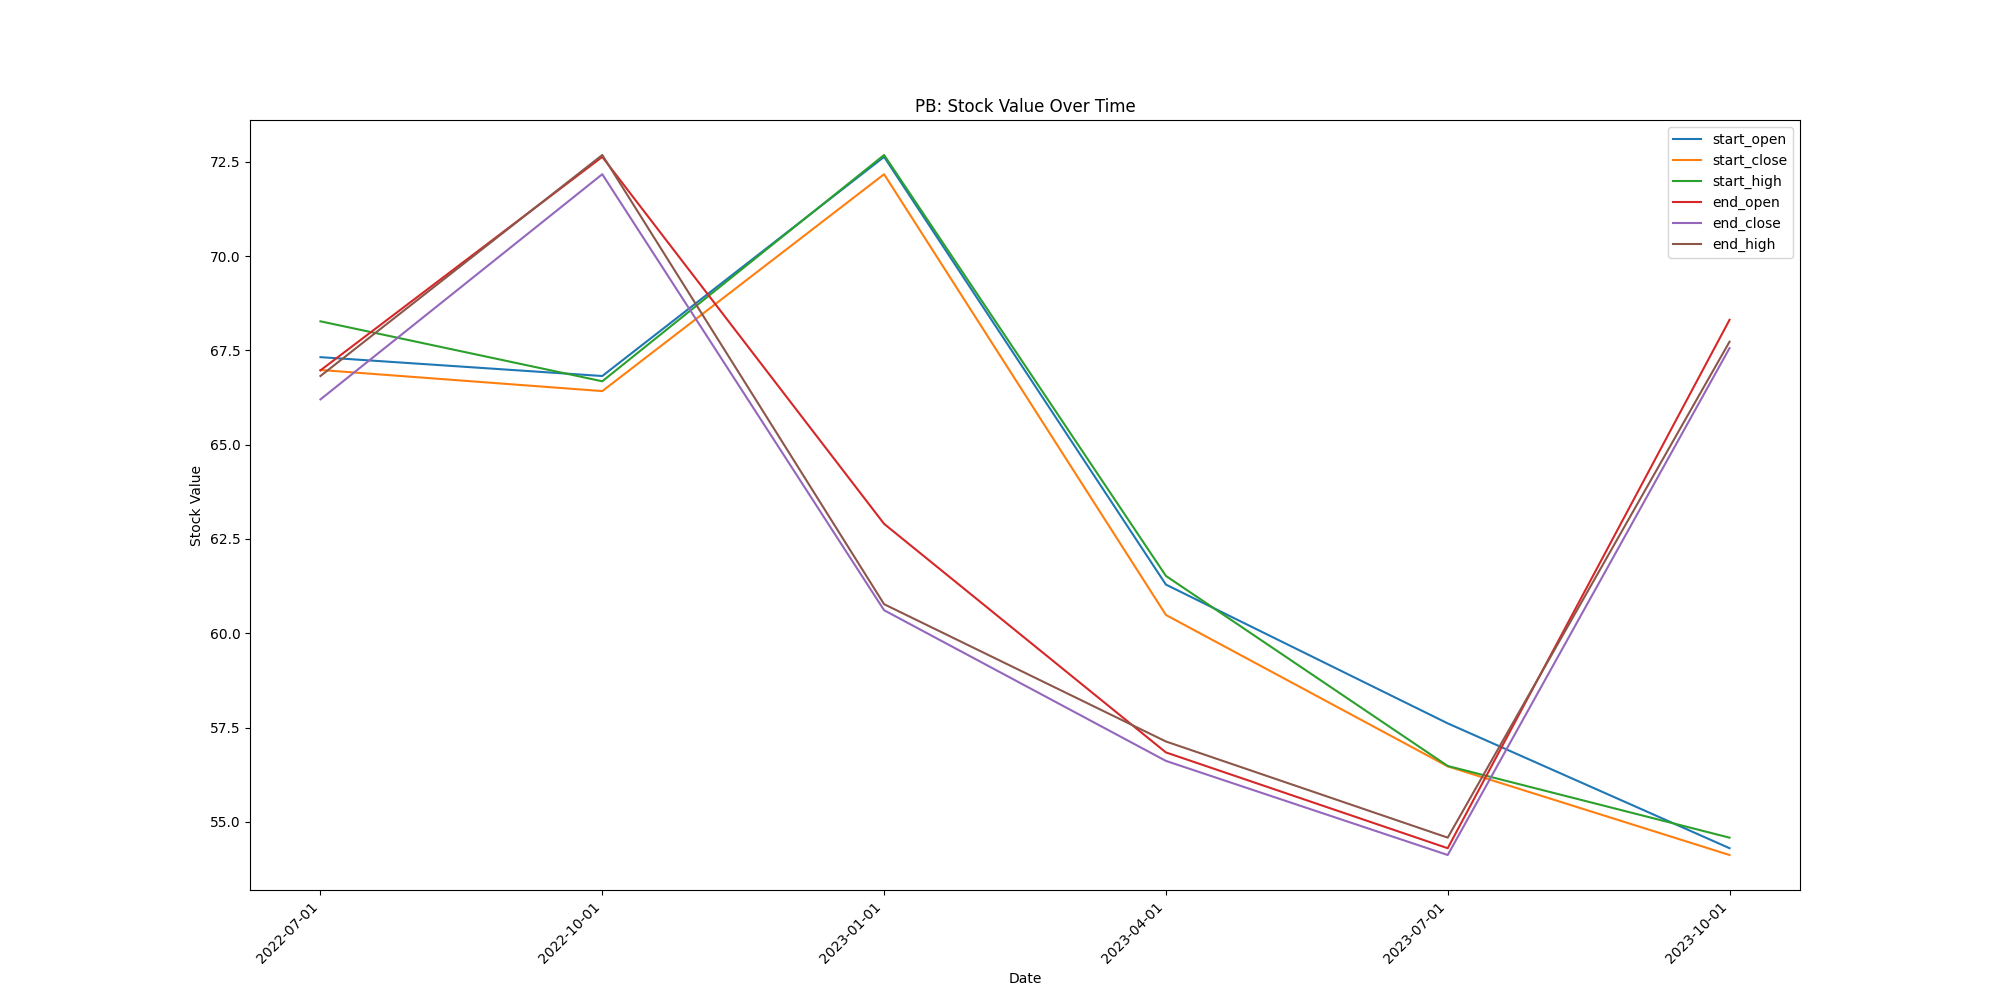 PB: Stock Value Over Time
start_open
start_close
start_high
end_open
end_close
end_high
72.5
70.0
67.5
65.0
62.5
60.0
57.5
55.0
Stock Value
2022-07-01
2022-10-01
2023-01-01
2023-04-01
2023-07-01
2023-10-01
Date